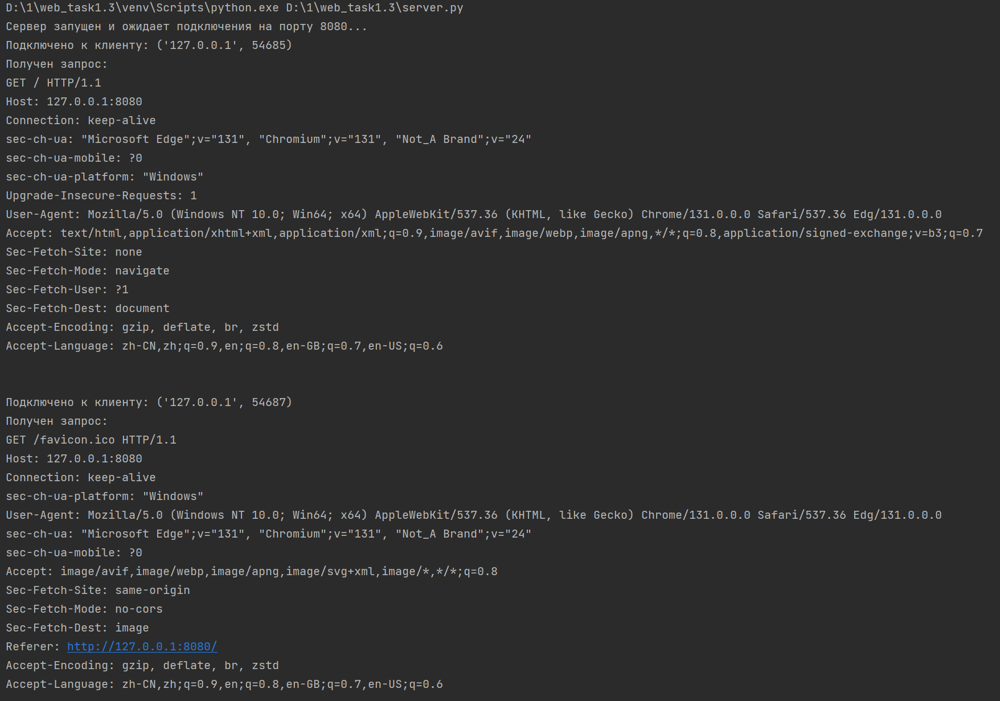 D:\1\web_task1.3\venv\Scripts\python.exe D:\1\web_task1.3\server.py
Сервер запущен и ожидает подключения на порту 8080...
Подключено к клиенту: ('127.0.0.1', 54685)
Получен запрос:
GET / HTTP/1.1
Host: 127.0.0.1:8080
Connection: keep-alive
sec-ch-ua: "Microsoft Edge";v="131", "Chromium";v="131", "Not_A Brand";v="24"
sec-ch-ua-mobile: ?0
sec-ch-ua-platform: "Windows"
Upgrade-Insecure-Requests: 1
User-Agent: Mozilla/5.0 (Windows NT 10.0; Win64; x64) AppleWebKit/537.36 (KHTML, like Gecko) Chrome/131.0.0.0 Safari/537.36 Edg/131.0.0.0
Accept: text/html,application/xhtml+xml,application/xml;q=0.9,image/avif,image/webp,image/apng,*/*;q=0.8,application/signed-exchange;v=b3;q=0.7
Sec-Fetch-Site: none
Sec-Fetch-Mode: navigate
Sec-Fetch-User: ?1
Sec-Fetch-Dest: document
Accept-Encoding: gzip, deflate, br, zstd
Accept-Language: zh-CN,zh;q=0.9,en;q=0.8,en-GB;q=0.7,en-US;q=0.6
Подключено к клиенту: ('127.0.0.1', 54687)
Получен запрос:
GET /favicon.ico HTTP/1.1
Host: 127.0.0.1:8080
Connection: keep-alive
sec-ch-ua-platform: "Windows"
User-Agent: Mozilla/5.0 (Windows NT 10.0; Win64; x64) AppleWebKit/537.36 (KHTML, like Gecko) Chrome/131.0.0.0 Safari/537.36 Edg/131.0.0.0
sec-ch-ua: "Microsoft Edge";v="131", "Chromium";v="131", "Not_A Brand";v="24"
sec-ch-ua-mobile: ?0
Accept: image/avif,image/webp,image/apng,image/svg+xml,image/*,*/*;q=0.8
Sec-Fetch-Site: same-origin
Sec-Fetch-Mode: no-cors
Sec-Fetch-Dest: image
Referer: http://127.0.0.1:8080/
Accept-Encoding: gzip, deflate, br, zstd
Accept-Language: zh-CN,zh;q=0.9,en;q=0.8,en-GB;q=0.7,en-US;q=0.6